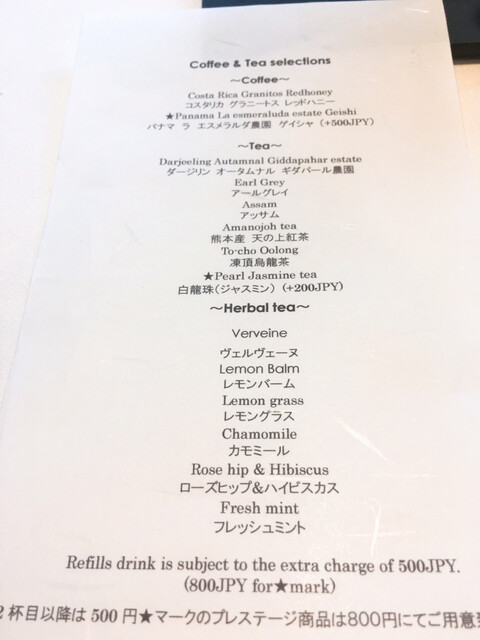 Coffee & Tea selections
～Coffee～
Costa Rica Granitos Redhoney
コスタリカ グラニートス レッドハニー
★Panama La esmeraluda estate Geishi
パナマ ラ エスメラルダ農園 ゲイシャ (+500JPY)
～Tea～
Darjeeling Autamnal Giddapahar estate
ダージリン オータムナル ギダパール農園
Earl Grey
アールグレイ
Assam
アッサム
Amanojoh tea
熊本産 天の上紅茶
To-cho Oolong
凍頂烏龍茶
★Pearl Jasmine tea
白龍珠(ジャスミン) (+200JPY)
～Herbal tea～
Verveine
ヴェルヴェーヌ
Lemon Balm
レモンバーム
Lemon grass
レモングラス
Chamomile
カモミール
Rose hip & Hibiscus
ローズヒップ&ハイビスカス
Fresh mint
フレッシュミント
Refills drink is subject to the extra charge of 500JPY.
(800JPY for★mark)
2杯目以降は500円★マークのプレステージ商品は800円にてご用意